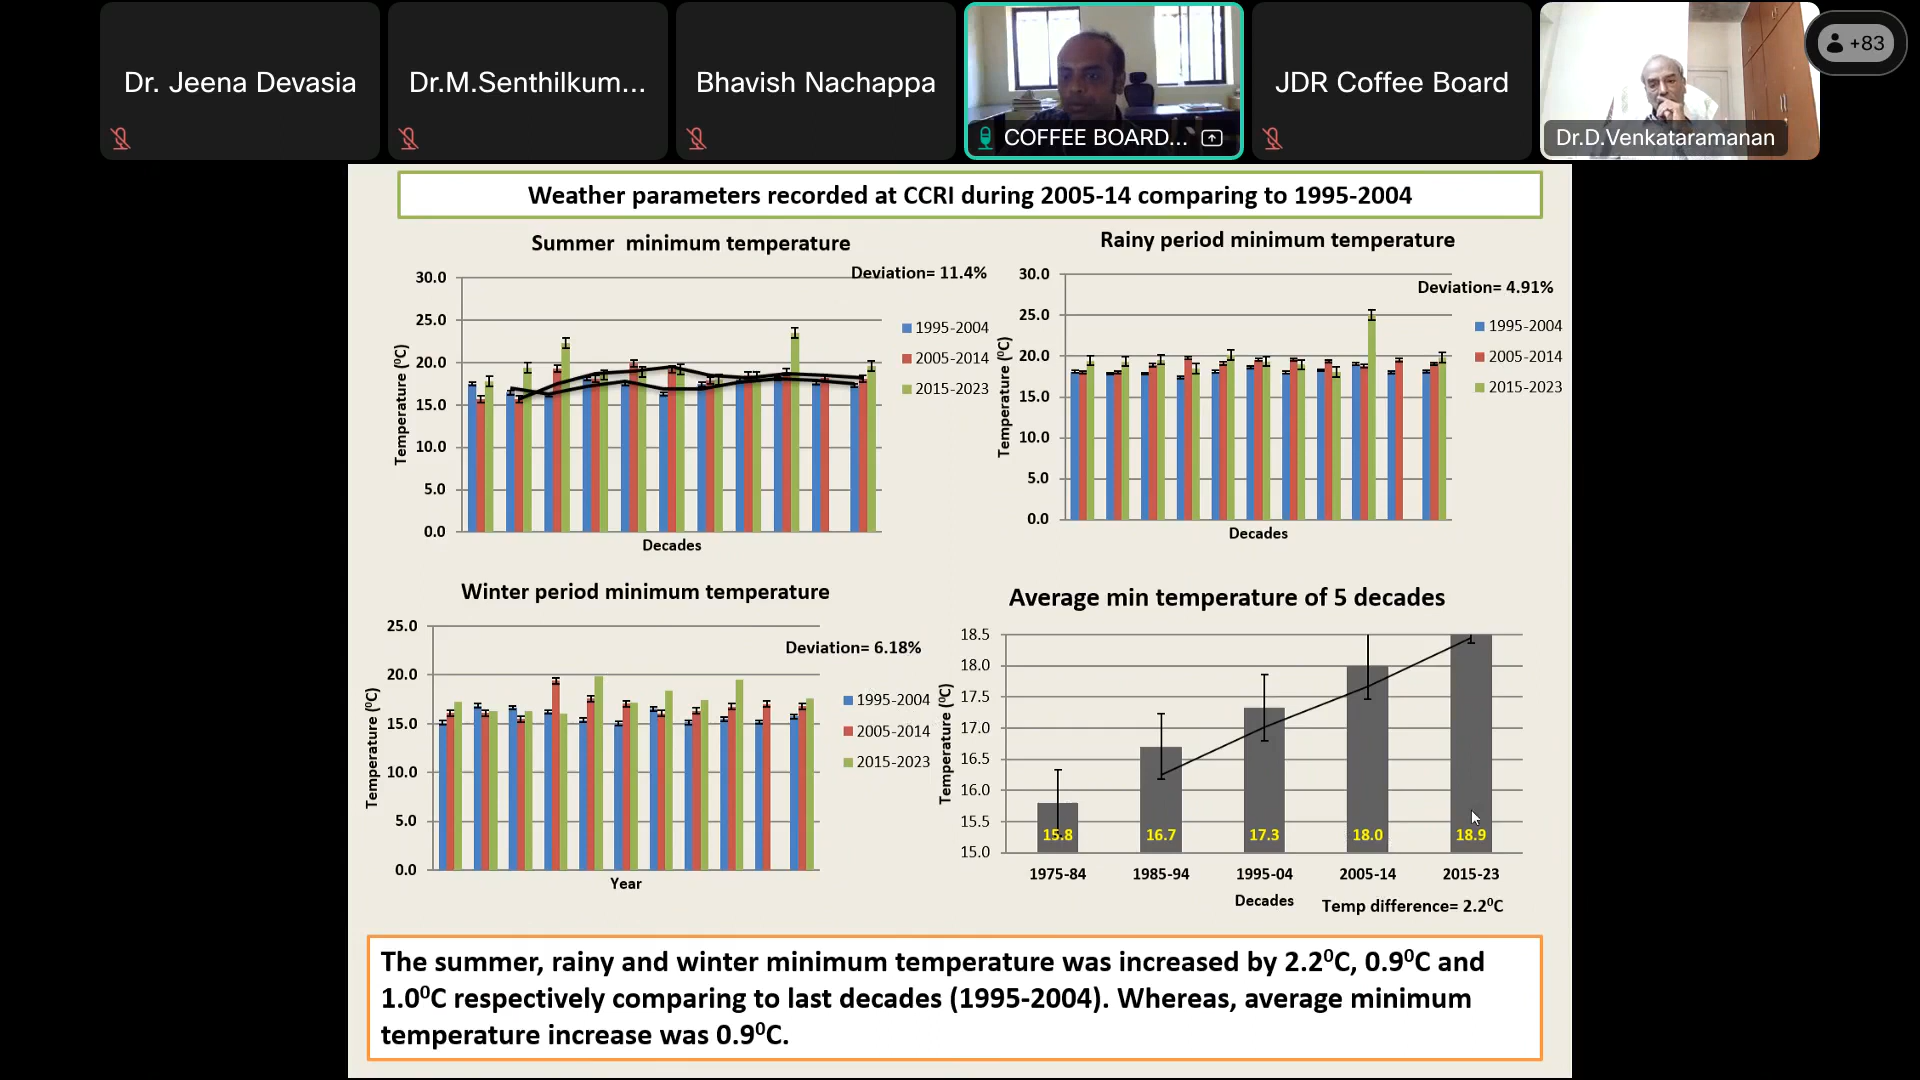 Dr. Jeena Devasia
Dr.M.Senthilkum...
Bhavish Nachappa
COFFEE BOARD...
JDR Coffee Board
Dr.D.Venkataramanan
+83
Weather parameters recorded at CCRI during 2005-14 comparing to 1995-2004
Summer minimum temperature
Deviation= 11.4%
30.0
25.0
20.0
15.0
10.0
5.0
0.0
Temperature (⁰C)
Decades
1995-2004
2005-2014
2015-2023
Rainy period minimum temperature
Deviation= 4.91%
30.0
25.0
20.0
15.0
10.0
5.0
0.0
Temperature (⁰C)
Decades
1995-2004
2005-2014
2015-2023
Winter period minimum temperature
Deviation= 6.18%
25.0
20.0
15.0
10.0
5.0
0.0
Temperature (⁰C)
Year
1995-2004
2005-2014
2015-2023
Average min temperature of 5 decades
18.5
18.0
17.5
17.0
16.5
16.0
15.5
15.0
Temperature (⁰C)
15.8 16.7 17.3 18.0 18.9
1975-84 1985-94 1995-04 2005-14 2015-23
Decades
Temp difference= 2.2⁰C
The summer, rainy and winter minimum temperature was increased by 2.2⁰C, 0.9⁰C and
1.0⁰C respectively comparing to last decades (1995-2004). Whereas, average minimum
temperature increase was 0.9⁰C.